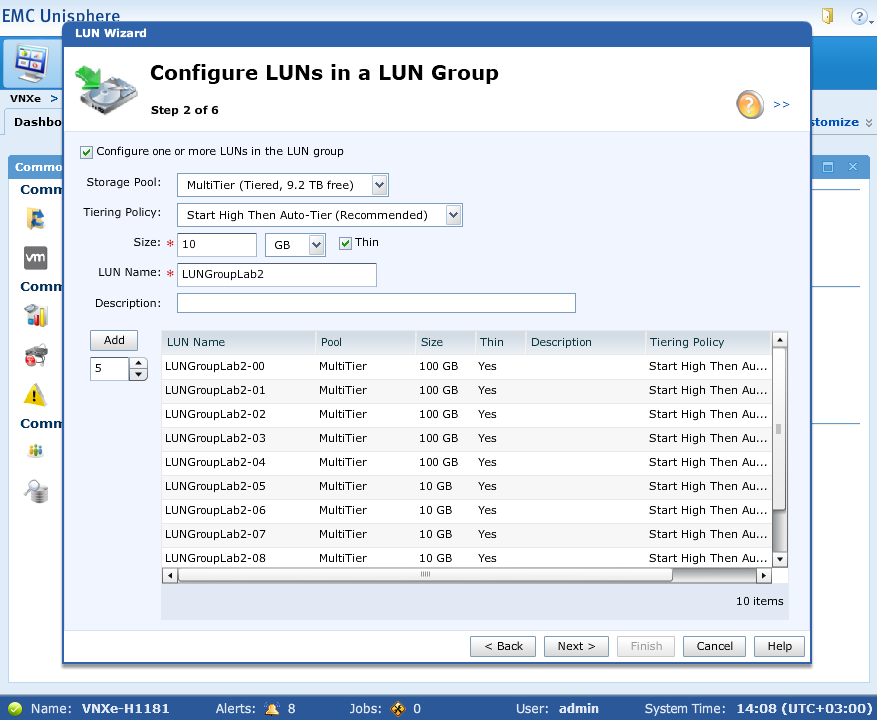 EMC Unisphere
LUN Wizard
Configure LUNs in a LUN Group
Step 2 of 6
>>
VNXe >
Dashbo
stomize
Commo
Comm
Comm
Comm
Configure one or more LUNs in the LUN group
Storage Pool: MultiTier (Tiered, 9.2 TB free)
Tiering Policy: Start High Then Auto-Tier (Recommended)
Size: * 10 GB Thin
LUN Name: * LUNGroupLab2
Description:
Add
5
LUN Name Pool Size Thin Description Tiering Policy
LUNGroupLab2-00 MultiTier 100 GB Yes Start High Then Au...
LUNGroupLab2-01 MultiTier 100 GB Yes Start High Then Au...
LUNGroupLab2-02 MultiTier 100 GB Yes Start High Then Au...
LUNGroupLab2-03 MultiTier 100 GB Yes Start High Then Au...
LUNGroupLab2-04 MultiTier 100 GB Yes Start High Then Au...
LUNGroupLab2-05 MultiTier 10 GB Yes Start High Then Au...
LUNGroupLab2-06 MultiTier 10 GB Yes Start High Then Au...
LUNGroupLab2-07 MultiTier 10 GB Yes Start High Then Au...
LUNGroupLab2-08 MultiTier 10 GB Yes Start High Then Au...
10 items
< Back Next > Finish Cancel Help
vm
Name: VNXe-H1181 Alerts: 8 Jobs: 0 User: admin System Time: 14:08 (UTC+03:00)